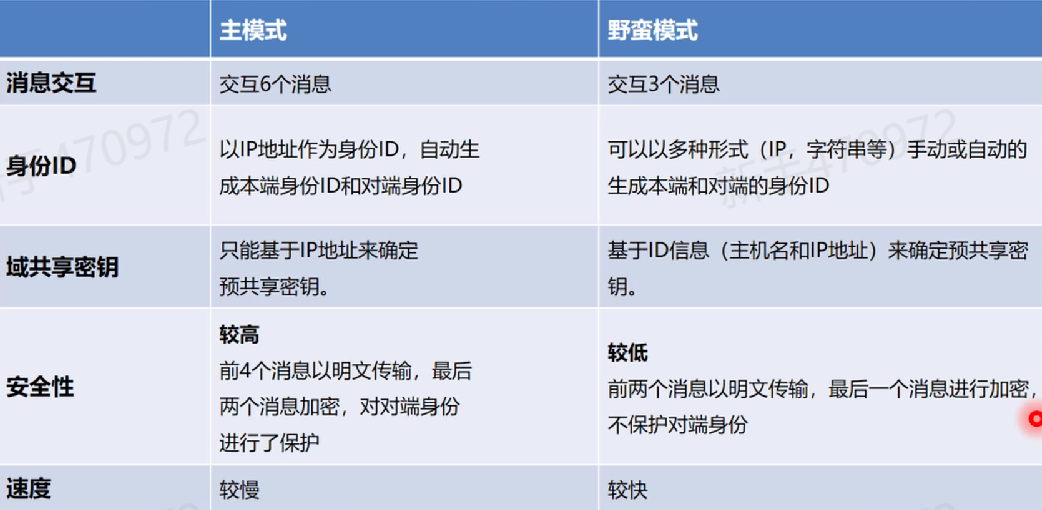 主模式
野蛮模式
消息交互
交互6个消息
交互3个消息
身份ID
以IP地址作为身份ID，自动生
成本端身份ID和对端身份ID
可以以多种形式（IP，字符串等）手动或自动的
生成本端和对端的身份ID
域共享密钥
只能基于IP地址来确定
预共享密钥。
基于ID信息（主机名和IP地址）来确定预共享密
钥。
安全性
较高
前4个消息以明文传输，最后
两个消息加密，对对端身份
进行了保护
较低
前两个消息以明文传输，最后一个消息进行加密，
不保护对端身份
速度
较慢
较快
新手470972